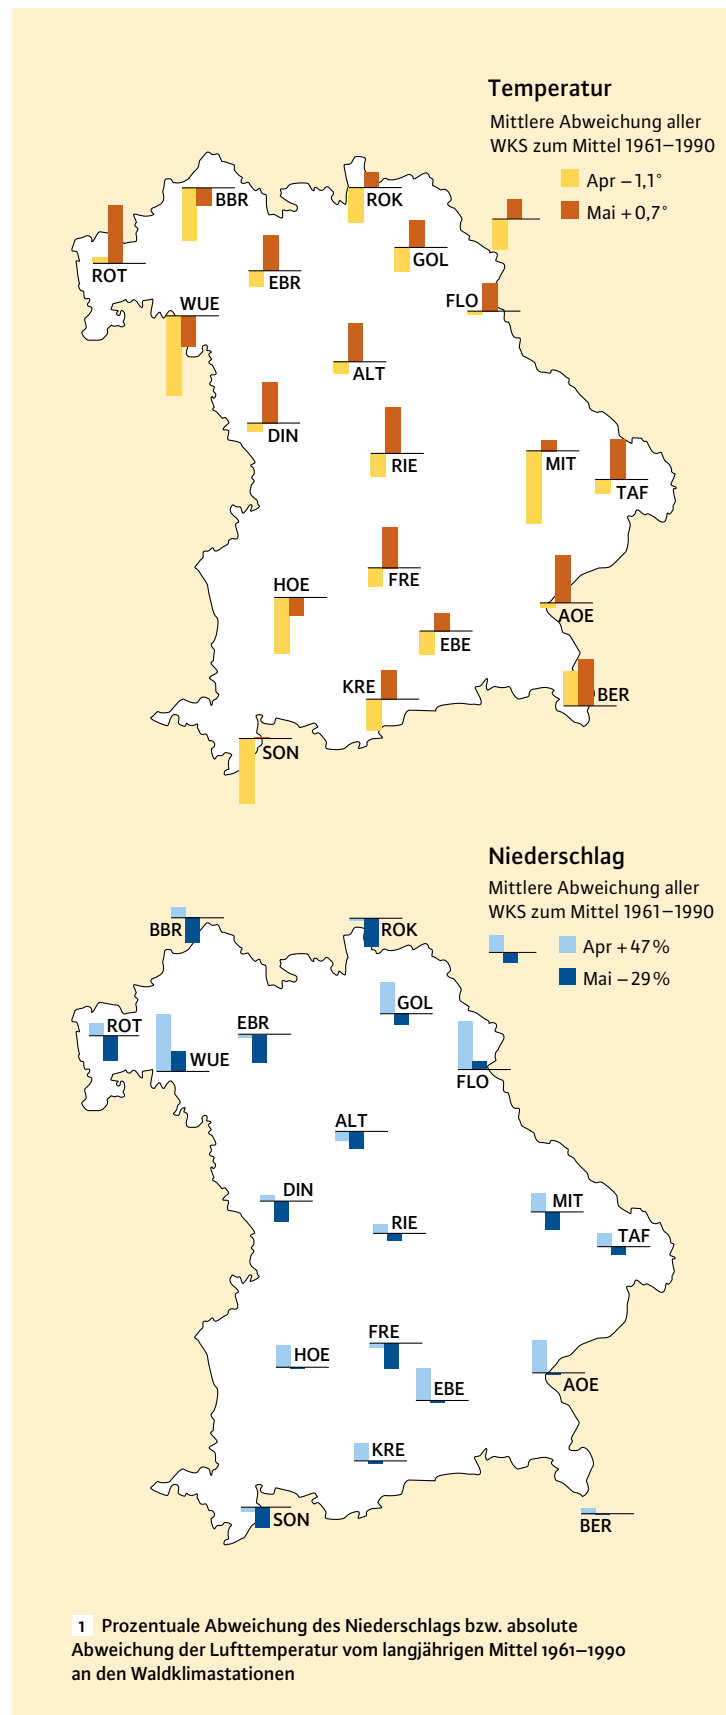 Temperatur
Mittlere Abweichung aller
WKS zum Mittel 1961–1990
Apr –1,1°
Mai +0,7°
BBR
ROK
ROT
EBR
GOL
WUE
FLO
ALT
DIN
RIE
MIT
TAF
HOE
FRE
AOE
EBE
KRE
BER
SON
Niederschlag
Mittlere Abweichung aller
WKS zum Mittel 1961–1990
Apr +47%
Mai –29%
BBR
ROK
ROT
EBR
GOL
WUE
FLO
ALT
DIN
RIE
MIT
TAF
FRE
HOE
AOE
EBE
KRE
SON
BER
1 Prozentuale Abweichung des Niederschlags bzw. absolute
Abweichung der Lufttemperatur vom langjährigen Mittel 1961–1990
an den Waldklimastationen